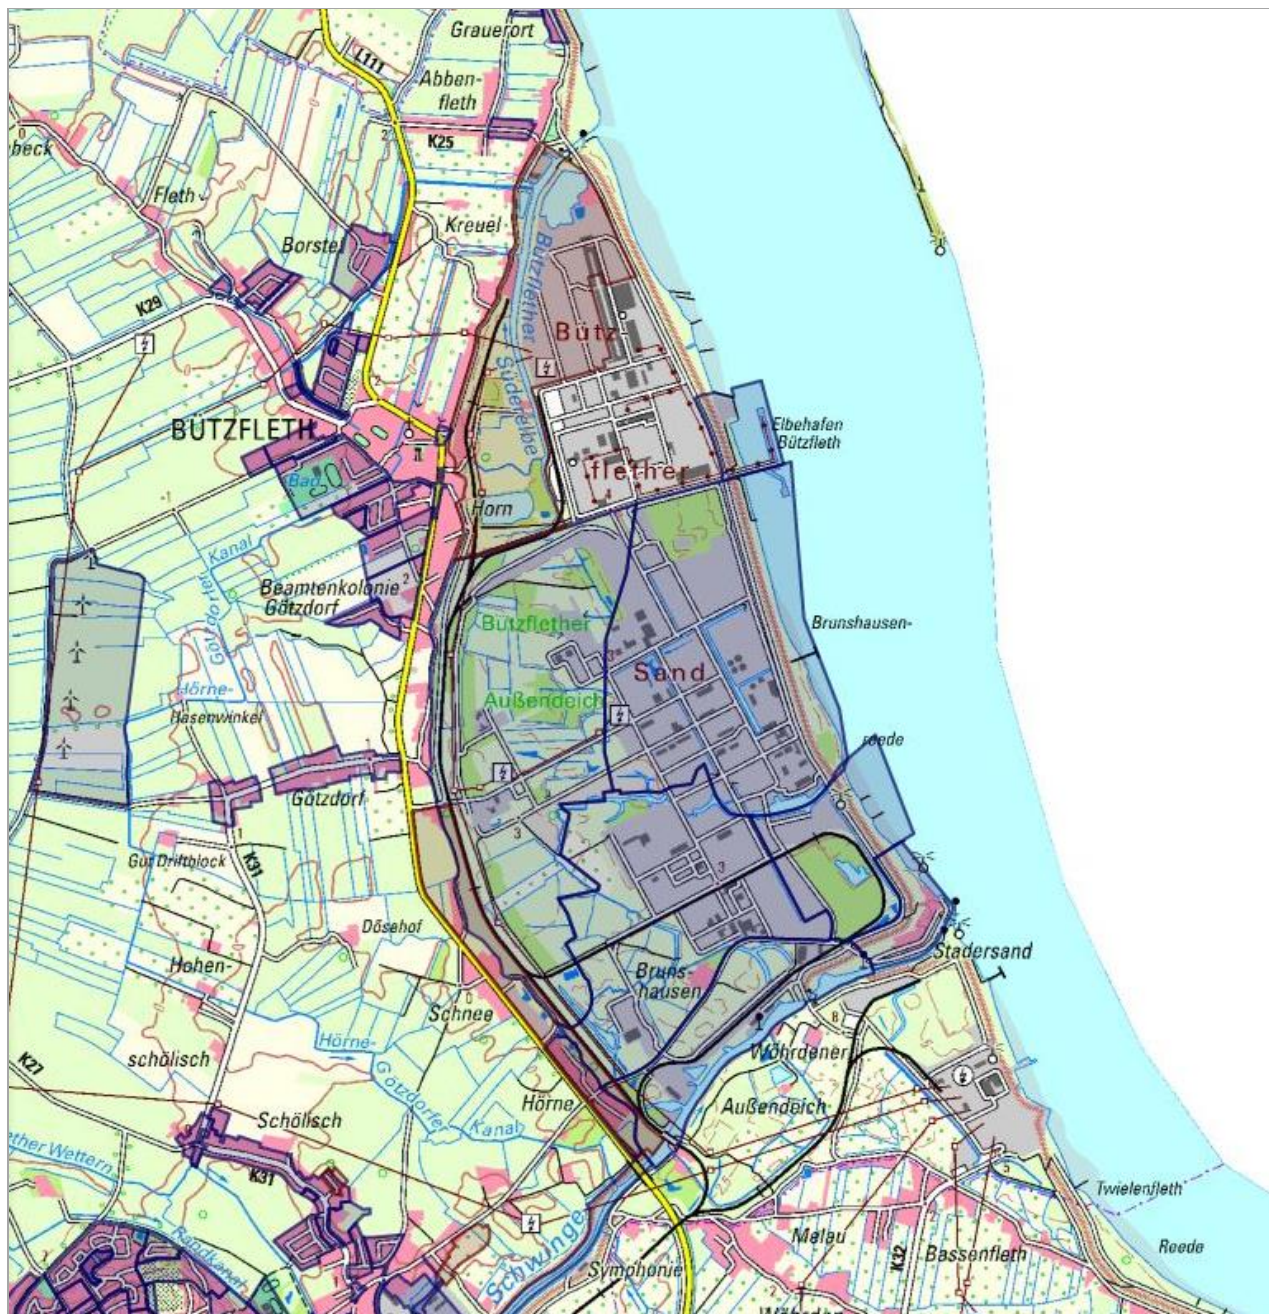 Grauerort
L111
Abben-
fleth
K25
beck
Fleth
Kreuel
Borstel
Bützflether
Süderelbe
K29
Bütz
flether
Sand
Elbehafen
Bützfleth
BÜTZFLETH
Bad
Horn
Kanal
Götzdorfer
Beamtenkolonie
Götzdorf
Bützflether
Außendeich
Brunshausen-
reede
Hörne-
Hasenwinkel
Götzdorf
Gut Driftblock
K31
Dösehof
Hohen-
schölisch
Schnee
Bruns-
hausen
Stadersand
Hörne-
Götzdorfer
Kanal
K27
Schölisch
Hörne
Wöhrdener
Außendeich
ether Wettern
K31
Twielenfleth
Reede
Melau
K32
Bassenfleth
Schwinge
Symphonie
Wöhrden